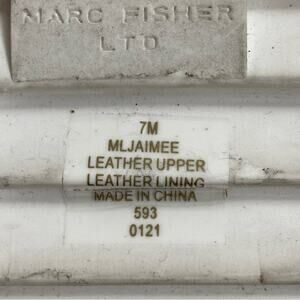 MARC FISHER
LTD
7M
MLJAIMEE
LEATHER UPPER
LEATHER LINING
MADE IN CHINA
593
0121